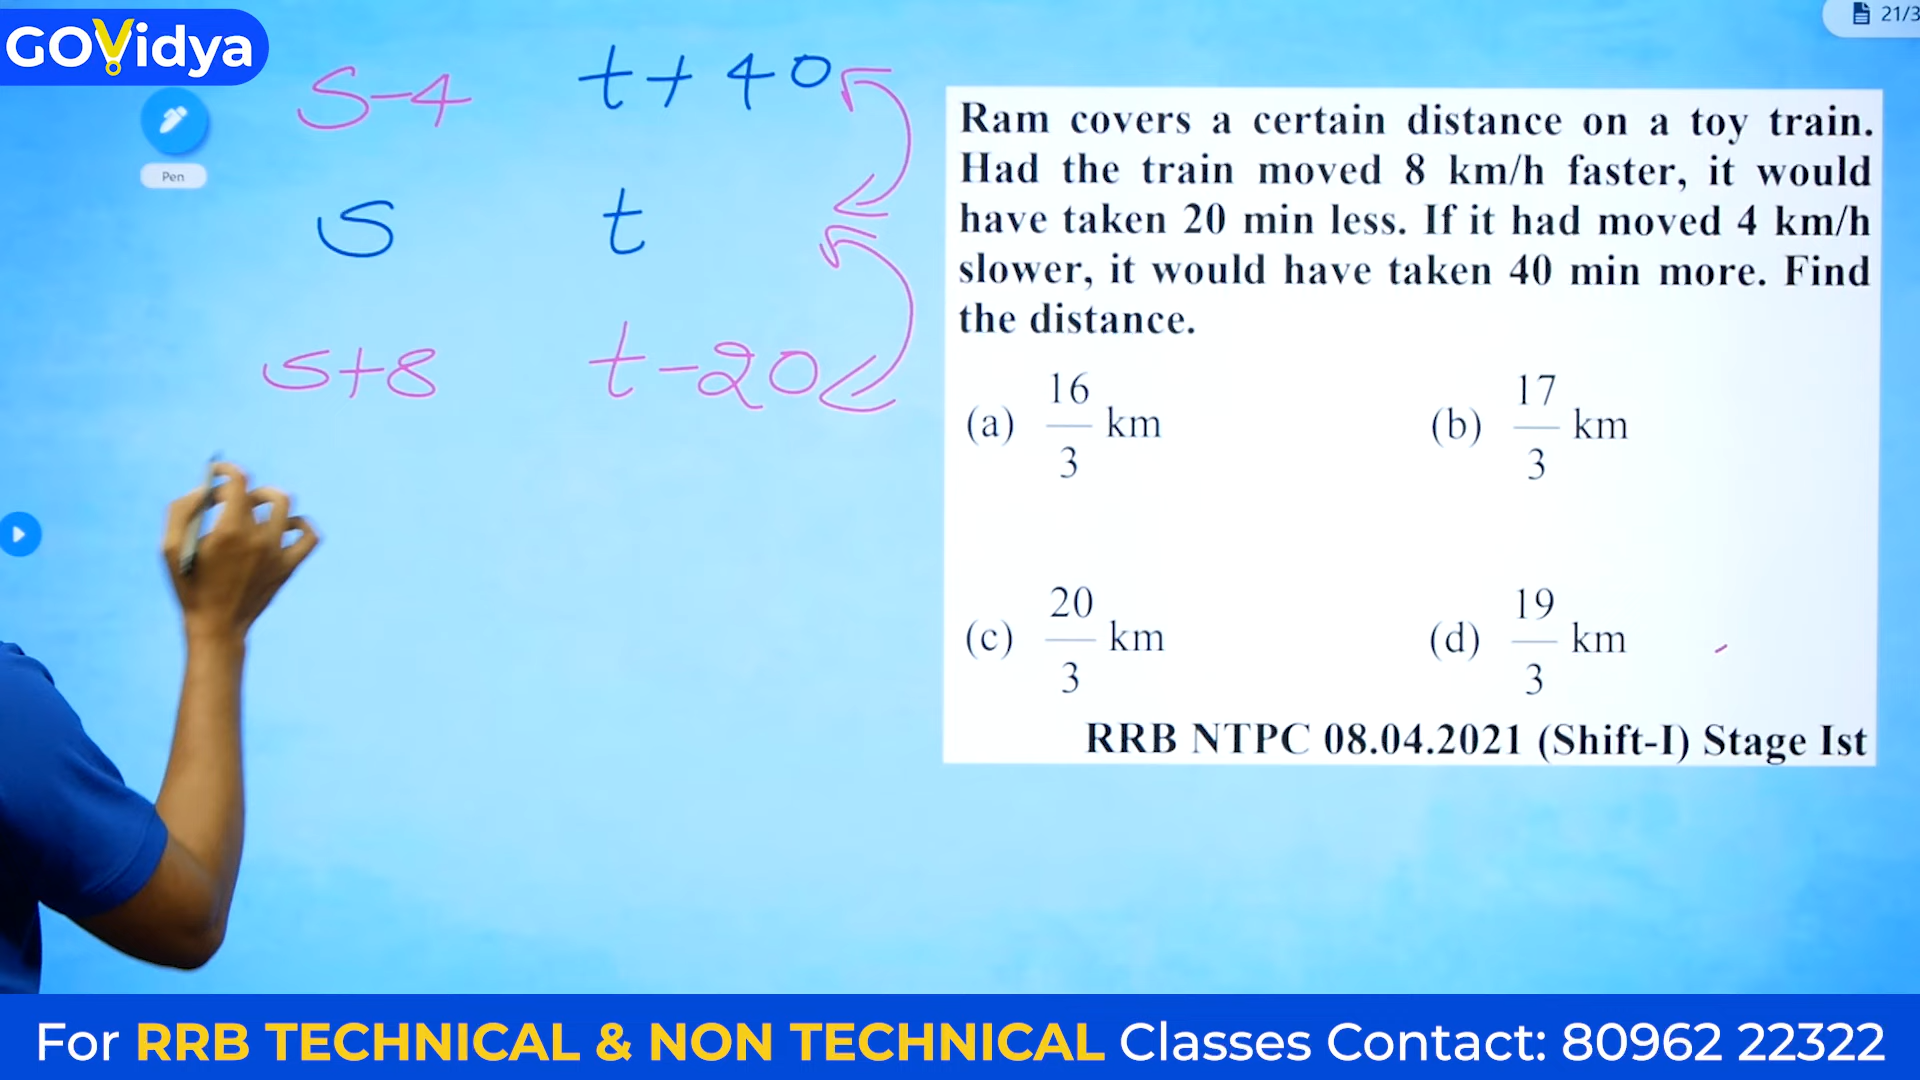 GOVidya
21/3
S-4 t+40
Pen
S t
S+8 t-20
Ram covers a certain distance on a toy train.
Had the train moved 8 km/h faster, it would
have taken 20 min less. If it had moved 4 km/h
slower, it would have taken 40 min more. Find
the distance.
(a) 16/3 km (b) 17/3 km
(c) 20/3 km (d) 19/3 km
RRB NTPC 08.04.2021 (Shift-I) Stage Ist
For RRB TECHNICAL & NON TECHNICAL Classes Contact: 80962 22322